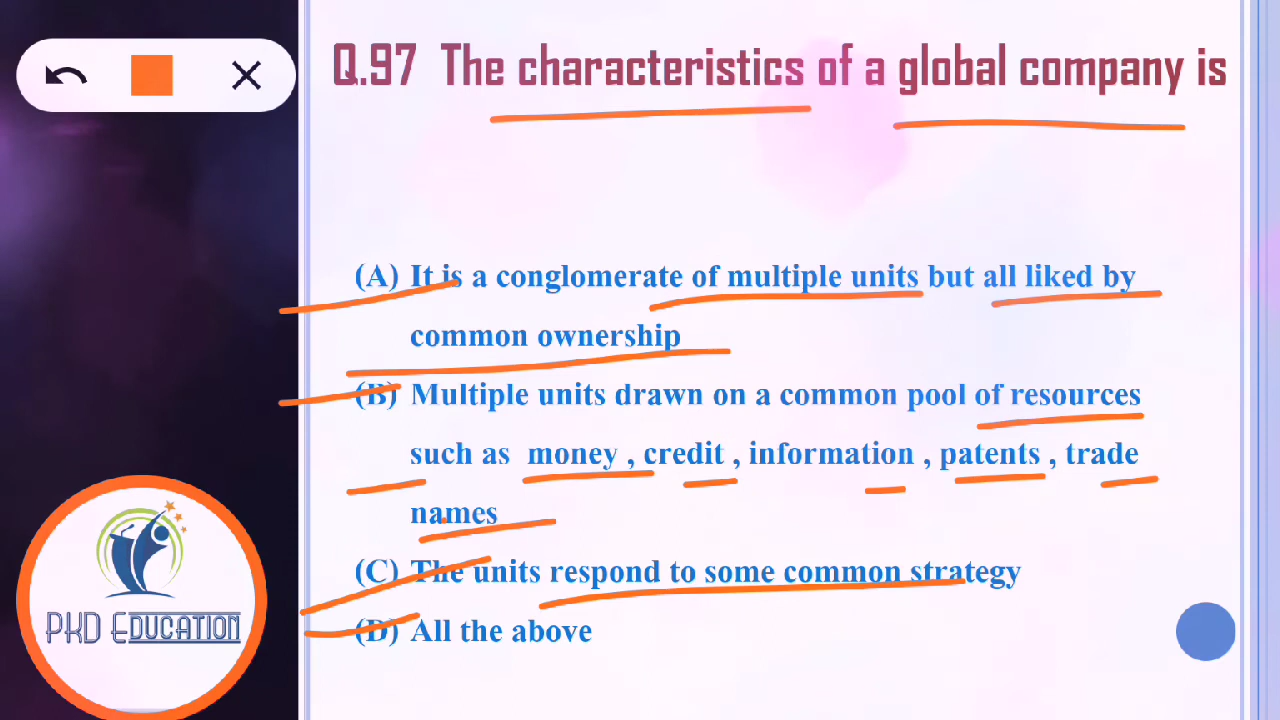 Q.97 The characteristics of a global company is
(A) It is a conglomerate of multiple units but all liked by
common ownership
(B) Multiple units drawn on a common pool of resources
such as money , credit , information , patents , trade
names
(C) The units respond to some common strategy
(D) All the above
PKD EDUCATION